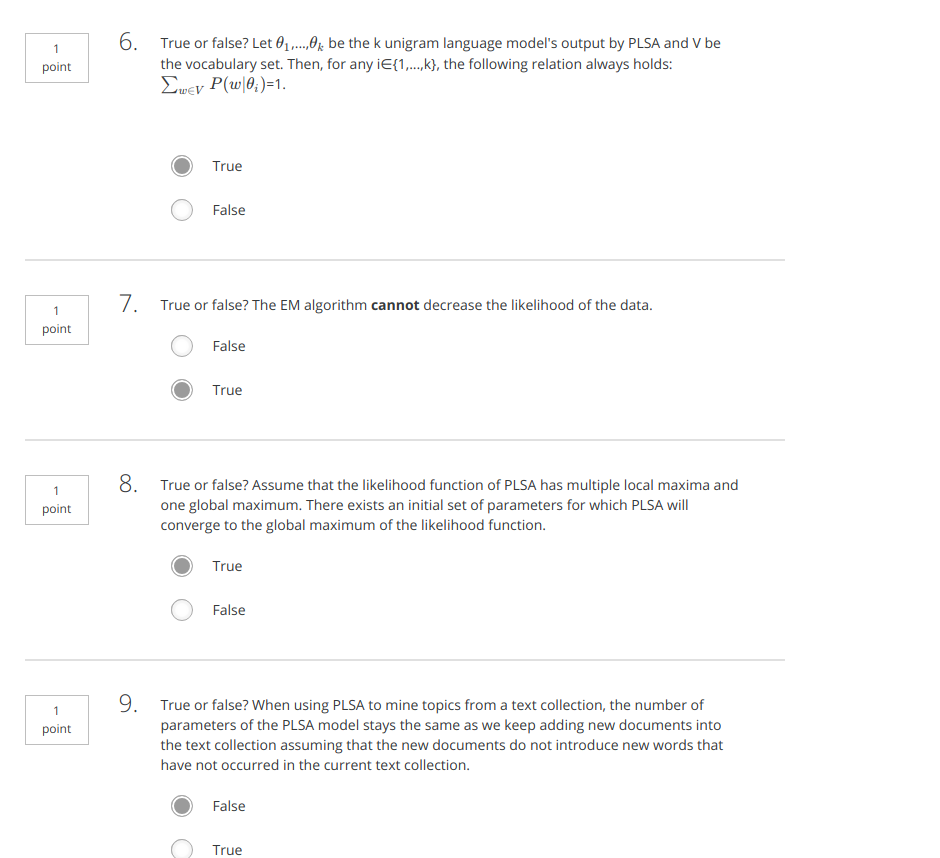 1
point
6.
True or false? Let θ₁,...,θₖ be the k unigram language model's output by PLSA and V be
the vocabulary set. Then, for any i∈{1,...,k}, the following relation always holds:
∑_{w∈V} P(w|θᵢ)=1.
True
False
1
point
7.
True or false? The EM algorithm cannot decrease the likelihood of the data.
False
True
1
point
8.
True or false? Assume that the likelihood function of PLSA has multiple local maxima and
one global maximum. There exists an initial set of parameters for which PLSA will
converge to the global maximum of the likelihood function.
True
False
1
point
9.
True or false? When using PLSA to mine topics from a text collection, the number of
parameters of the PLSA model stays the same as we keep adding new documents into
the text collection assuming that the new documents do not introduce new words that
have not occurred in the current text collection.
False
True